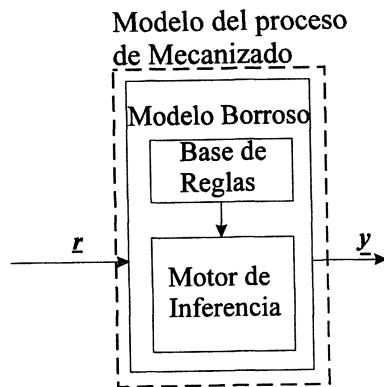 Modelo del proceso
de Mecanizado
Modelo Borroso
Base de
Reglas
r
y
Motor de
Inferencia